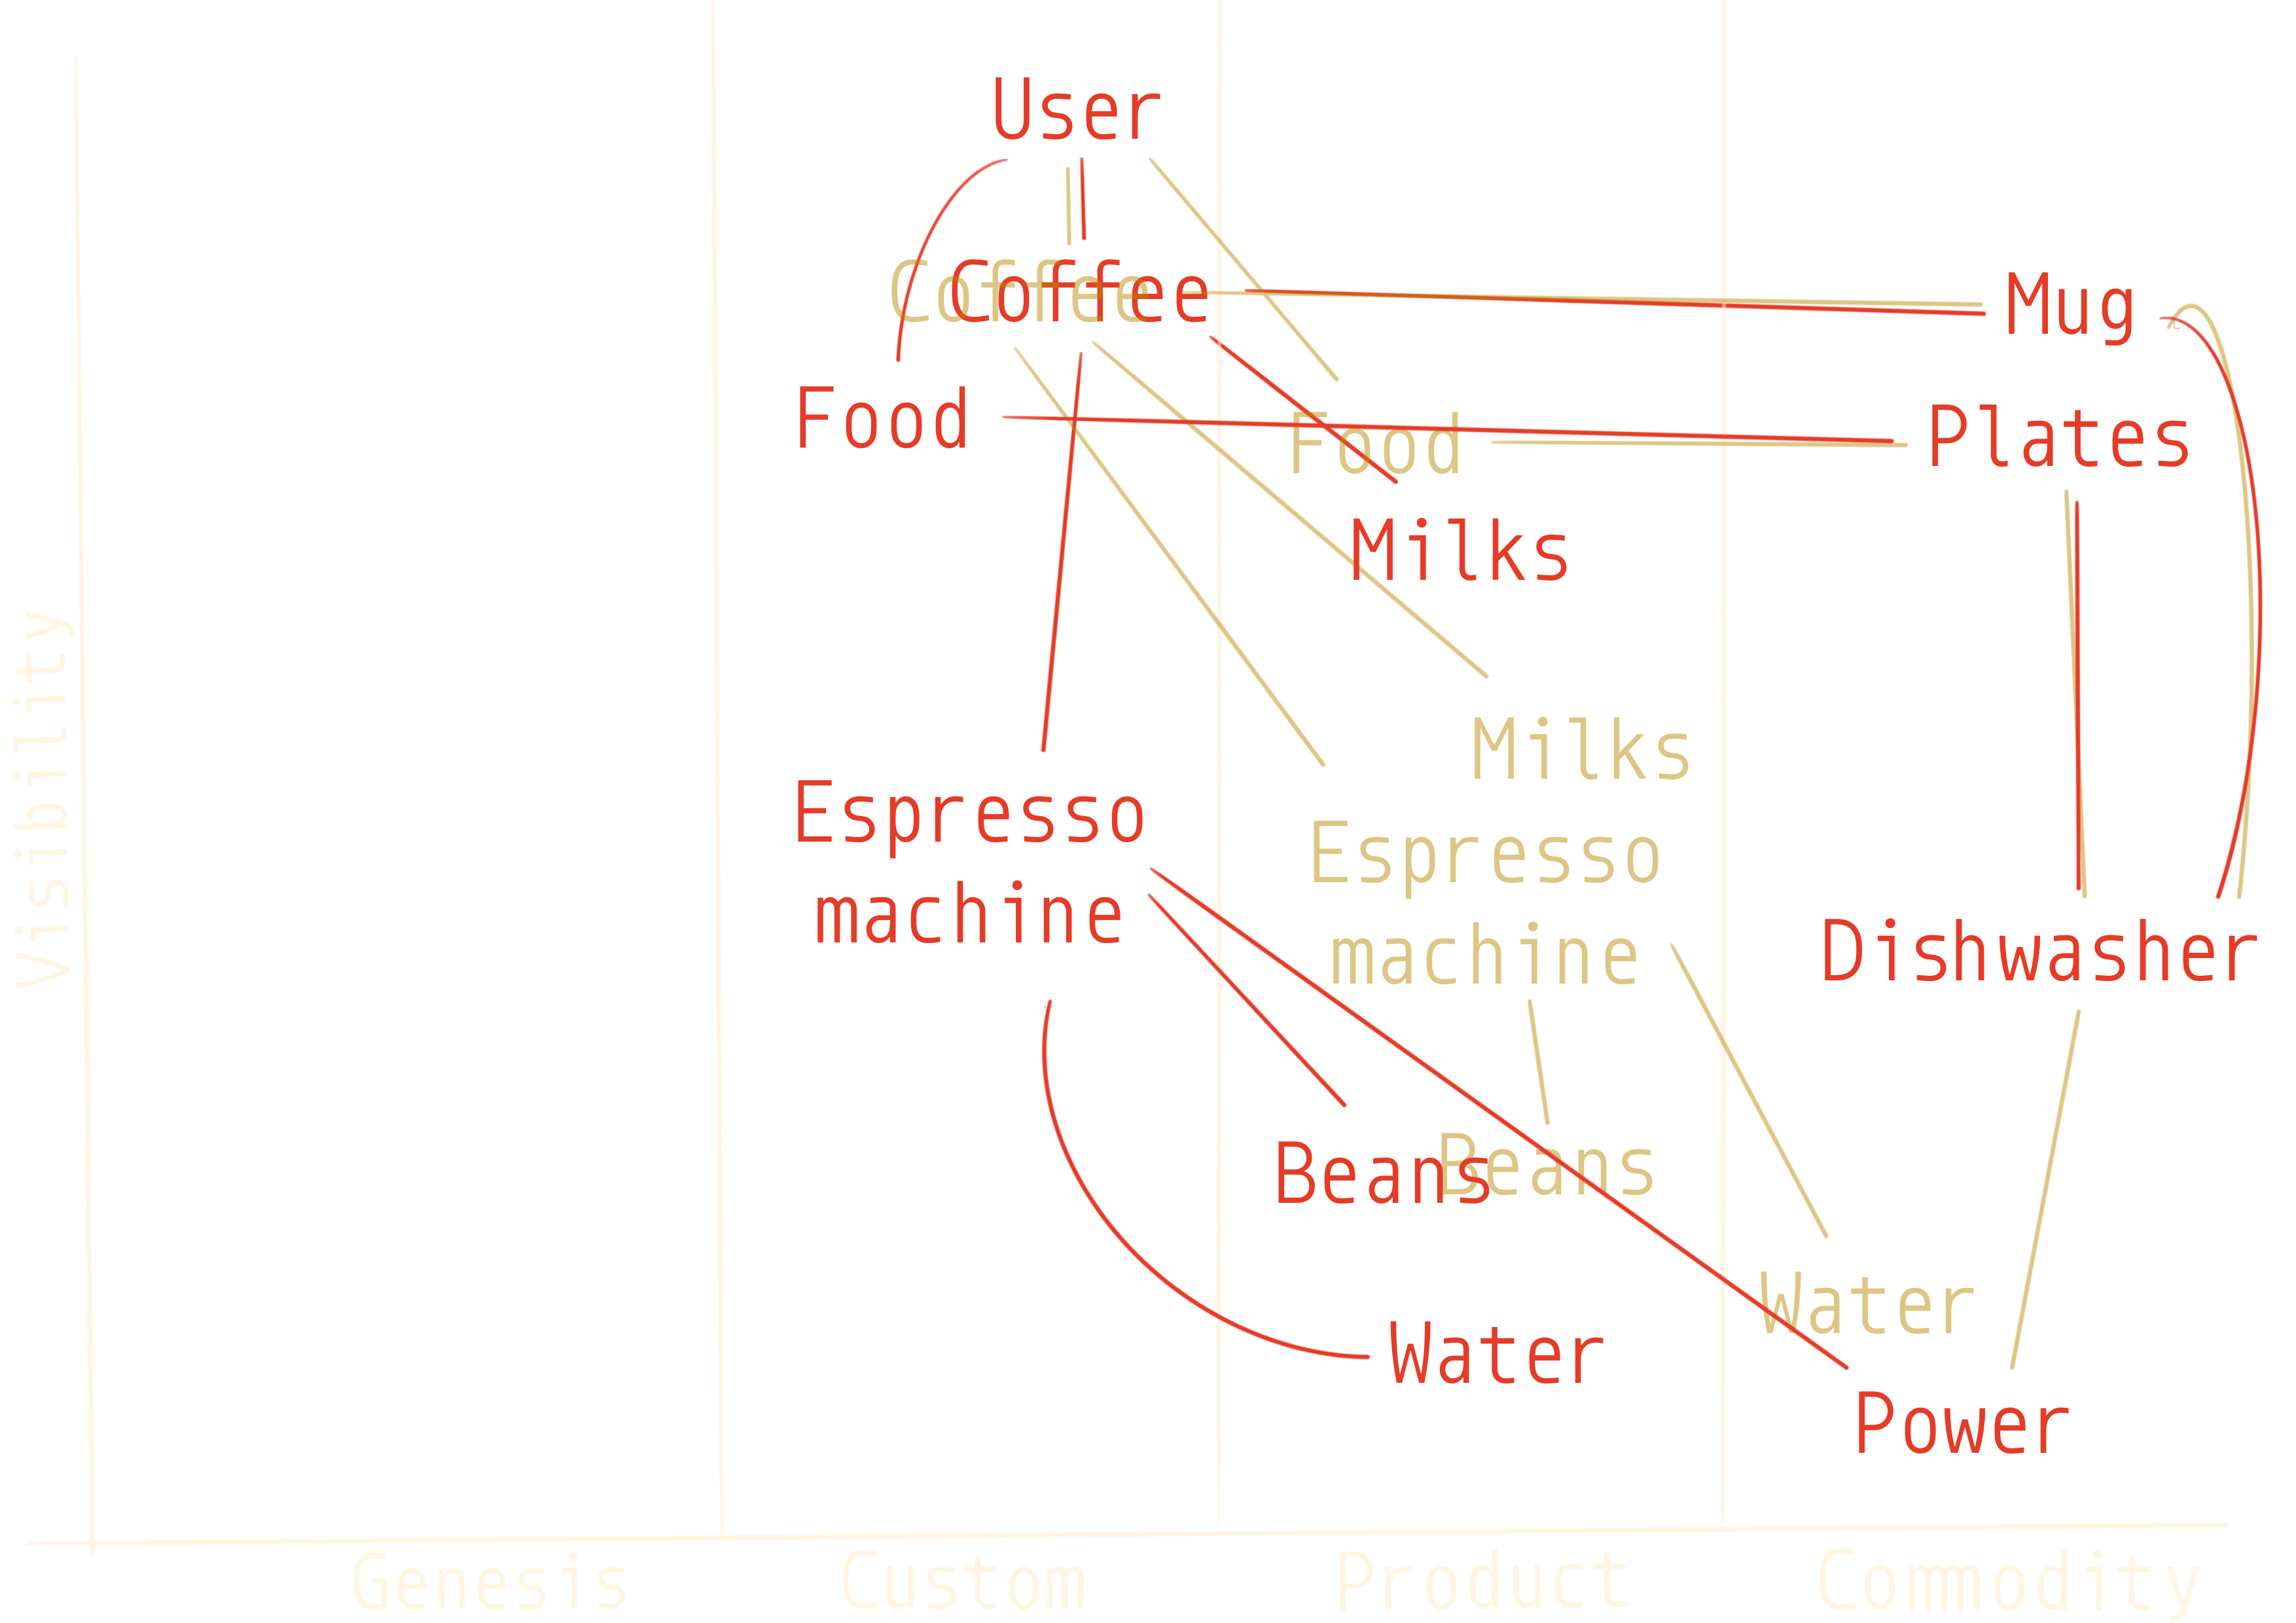 User
Coffee
Coffee
Mug
Food
Food
Plates
Milks
Milks
Espresso
machine
Espresso
machine
Dishwasher
Beans
Beans
Water
Water
Power
Visibility
Genesis
Custom
Product
Commodity